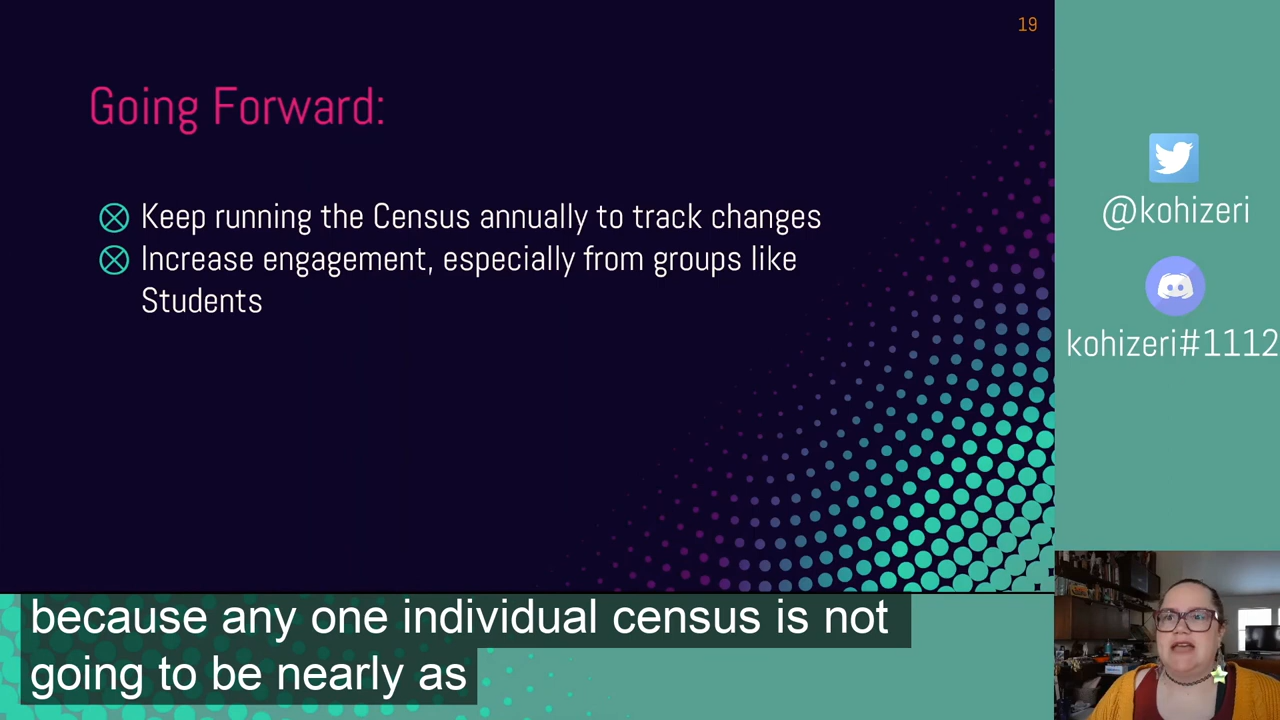 19
Going Forward:
Keep running the Census annually to track changes
Increase engagement, especially from groups like
Students
@kohizeri
kohizeri#1112
because any one individual census is not
going to be nearly as